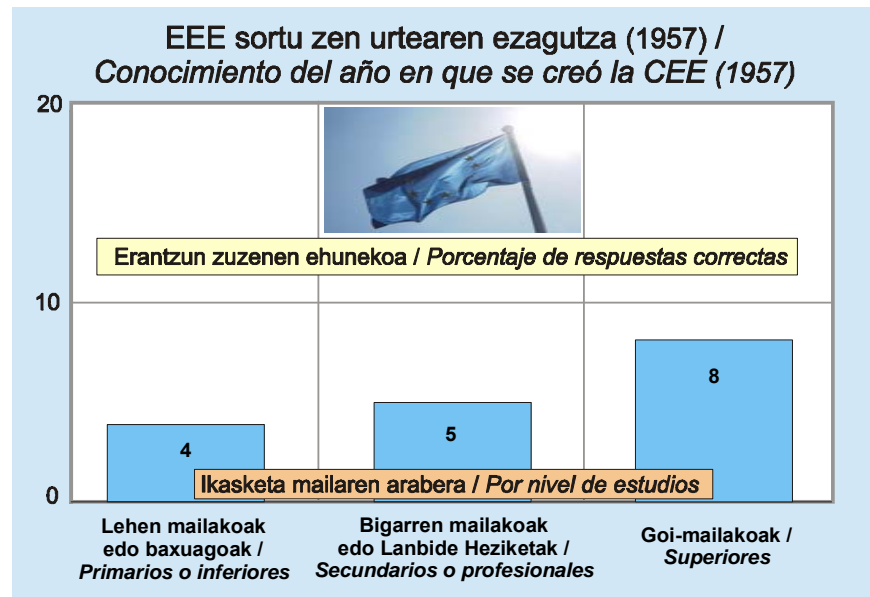 EEE sortu zen urtearen ezagutza (1957) /
Conocimiento del año en que se creó la CEE (1957)
20
Erantzun zuzenen ehunekoa / Porcentaje de respuestas correctas
10
8
5
4
Ikasketa mailaren arabera / Por nivel de estudios
0
Lehen mailakoak
edo baxuagoak /
Primarios o inferiores
Bigarren mailakoak
edo Lanbide Heziketak /
Secundarios o profesionales
Goi-mailakoak /
Superiores